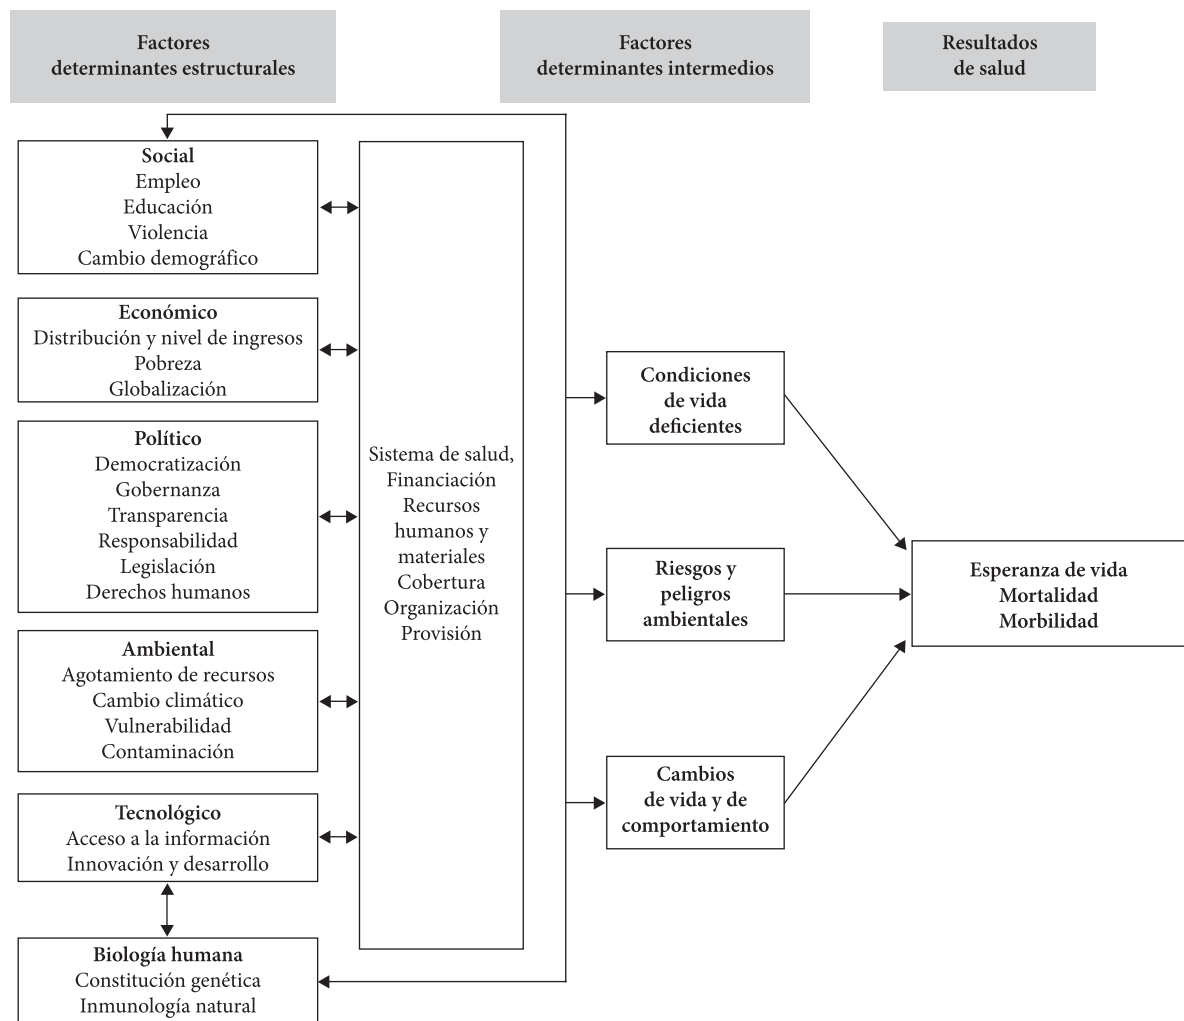 Factores
determinantes estructurales
Factores
determinantes intermedios
Resultados
de salud
Social
Empleo
Educación
Violencia
Cambio demográfico
Económico
Distribución y nivel de ingresos
Pobreza
Globalización
Político
Democratización
Gobernanza
Transparencia
Responsabilidad
Legislación
Derechos humanos
Ambiental
Agotamiento de recursos
Cambio climático
Vulnerabilidad
Contaminación
Tecnológico
Acceso a la información
Innovación y desarrollo
Biología humana
Constitución genética
Inmunología natural
Sistema de salud,
Financiación
Recursos
humanos y
materiales
Cobertura
Organización
Provisión
Condiciones
de vida
deficientes
Riesgos y
peligros
ambientales
Cambios
de vida y de
comportamiento
Esperanza de vida
Mortalidad
Morbilidad